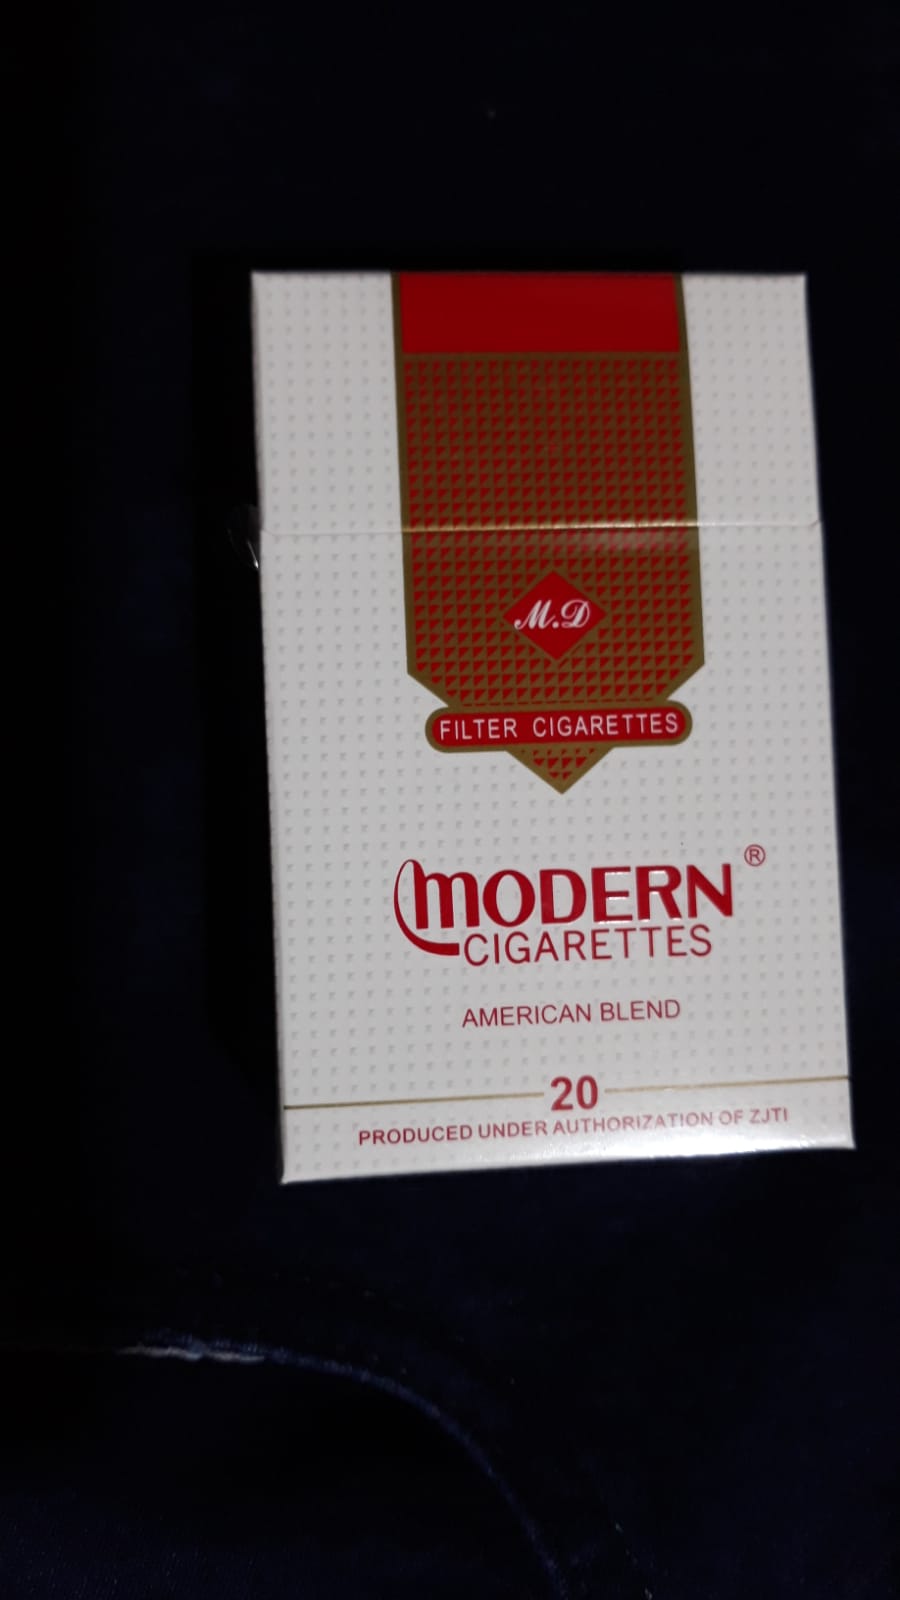 M.D
FILTER CIGARETTES
MODERN®
CIGARETTES
AMERICAN BLEND
20
PRODUCED UNDER AUTHORIZATION OF ZJTI